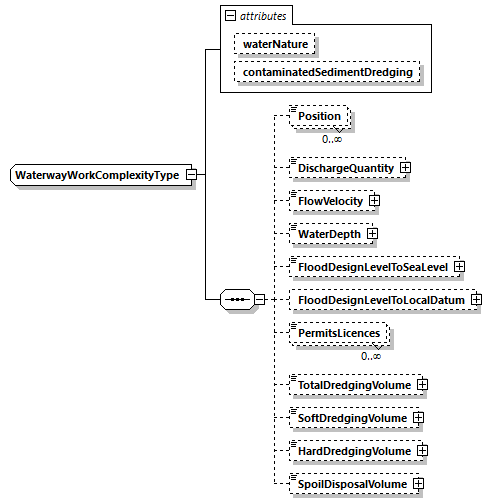 attributes
waterNature
contaminatedSedimentDredging
Position
0..∞
WaterwayWorkComplexityType
DischargeQuantity
FlowVelocity
WaterDepth
FloodDesignLevelToSeaLevel
FloodDesignLevelToLocalDatum
PermitsLicences
0..∞
TotalDredgingVolume
SoftDredgingVolume
HardDredgingVolume
SpoilDisposalVolume